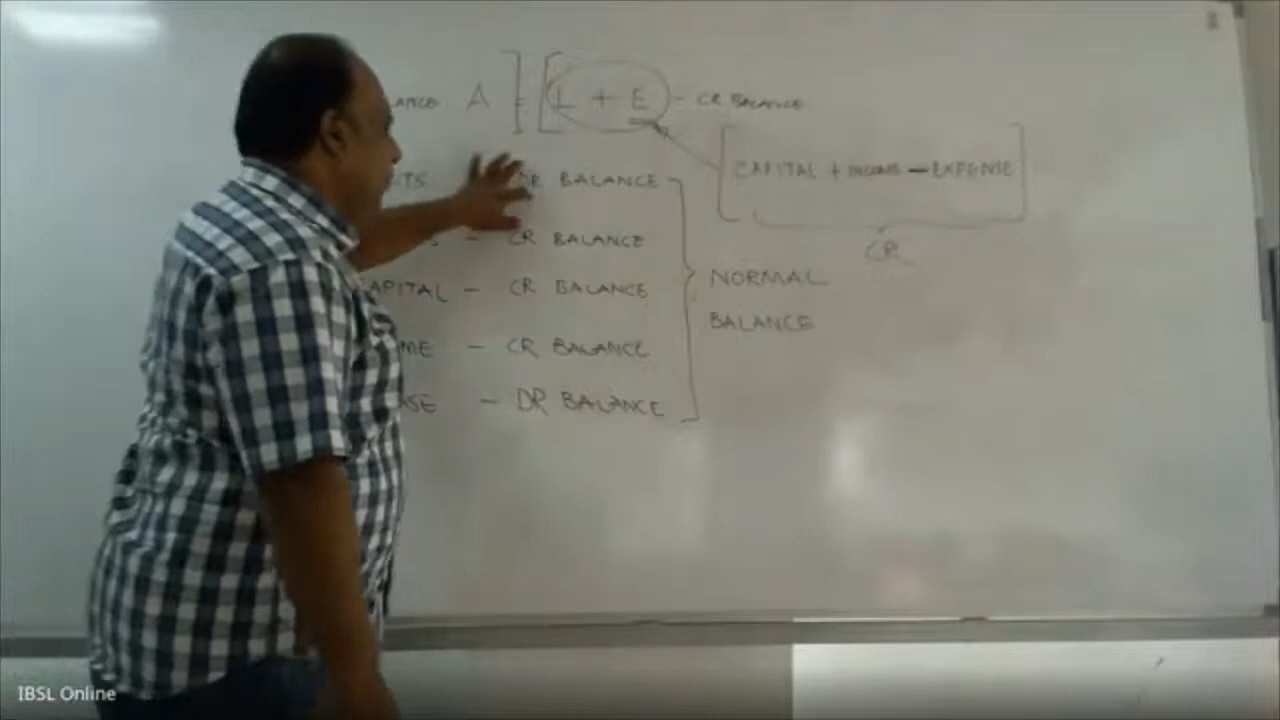 A ] = [ L + E ] - CR BALANCE
[ CAPITAL + INCOME - EXPENSE ]
CR
DR BALANCE
- CR BALANCE
APITAL - CR BALANCE
ME - CR BALANCE
SE - DR BALANCE
NORMAL
BALANCE
IBSL Online